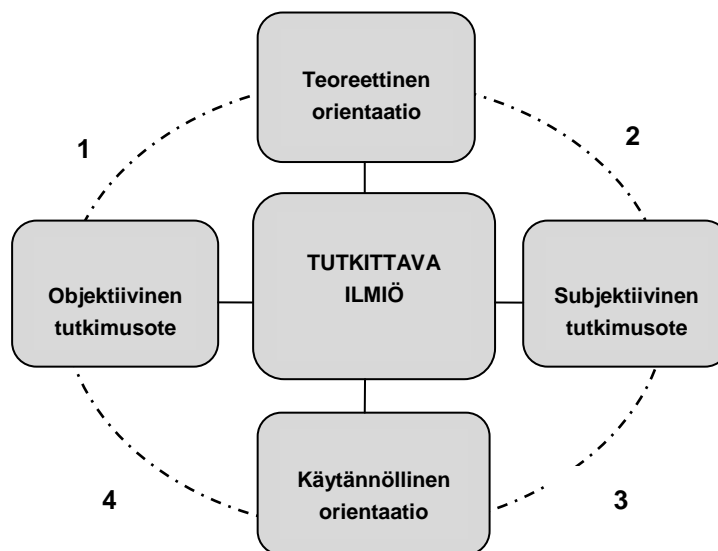 Teoreettinen
orientaatio
1
2
TUTKITTAVA
ILMIÖ
Objektiivinen
tutkimusote
Subjektiivinen
tutkimusote
Käytännöllinen
orientaatio
4
3